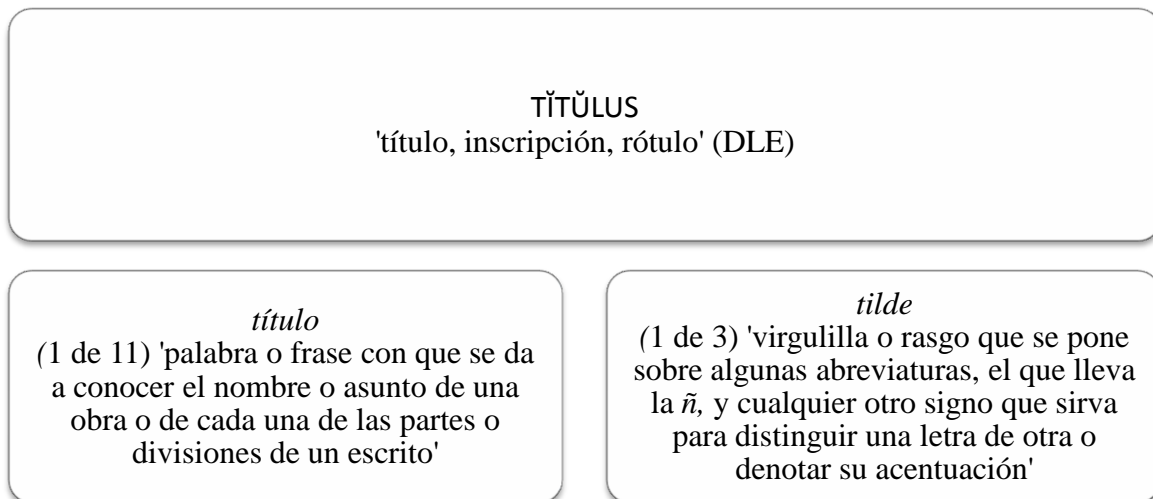 TĬTŬLUS
'título, inscripción, rótulo' (DLE)
título
(1 de 11) 'palabra o frase con que se da
a conocer el nombre o asunto de una
obra o de cada una de las partes o
divisiones de un escrito'
tilde
(1 de 3) 'virgulilla o rasgo que se pone
sobre algunas abreviaturas, el que lleva
la ñ, y cualquier otro signo que sirva
para distinguir una letra de otra o
denotar su acentuación'